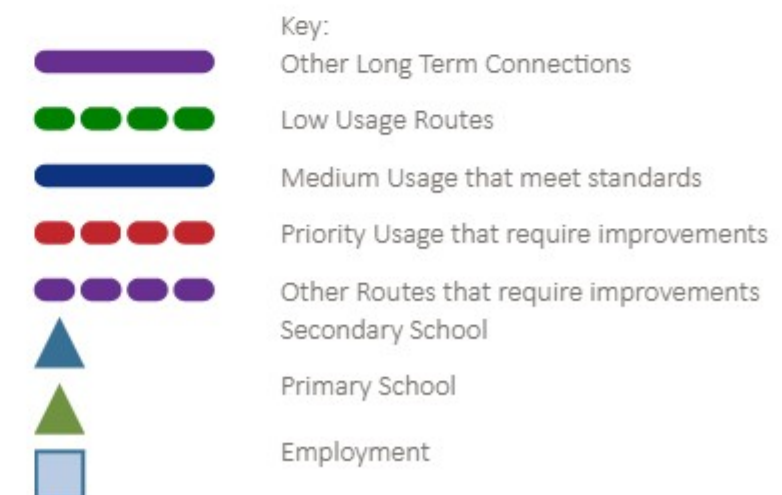 Key:
Other Long Term Connections
Low Usage Routes
Medium Usage that meet standards
Priority Usage that require improvements
Other Routes that require improvements
Secondary School
Primary School
Employment